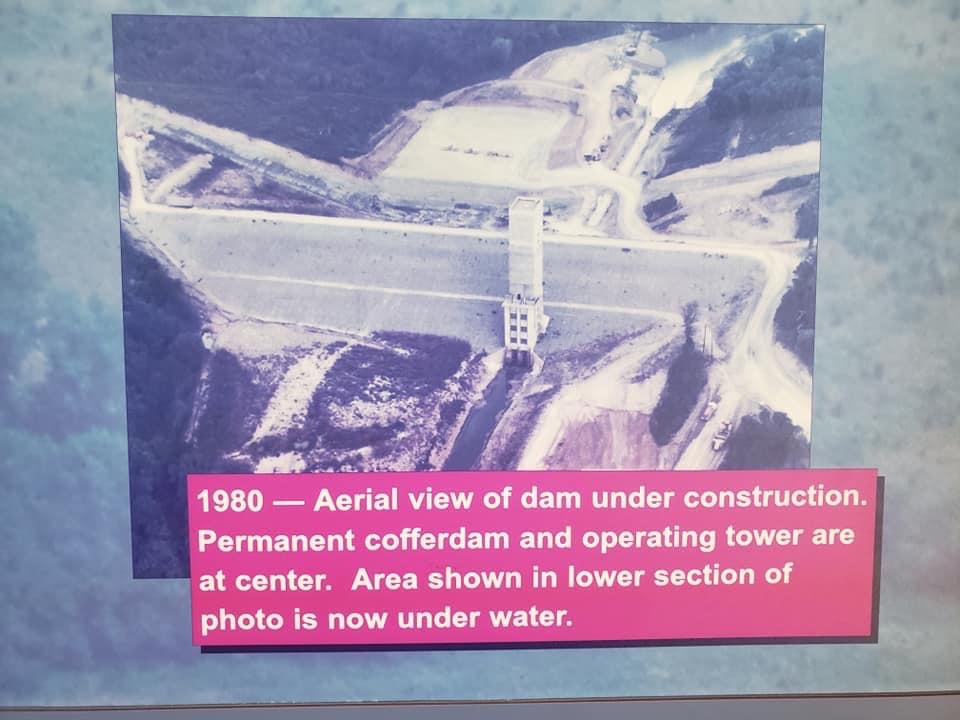 1980 — Aerial view of dam under construction.
Permanent cofferdam and operating tower are
at center.  Area shown in lower section of
photo is now under water.